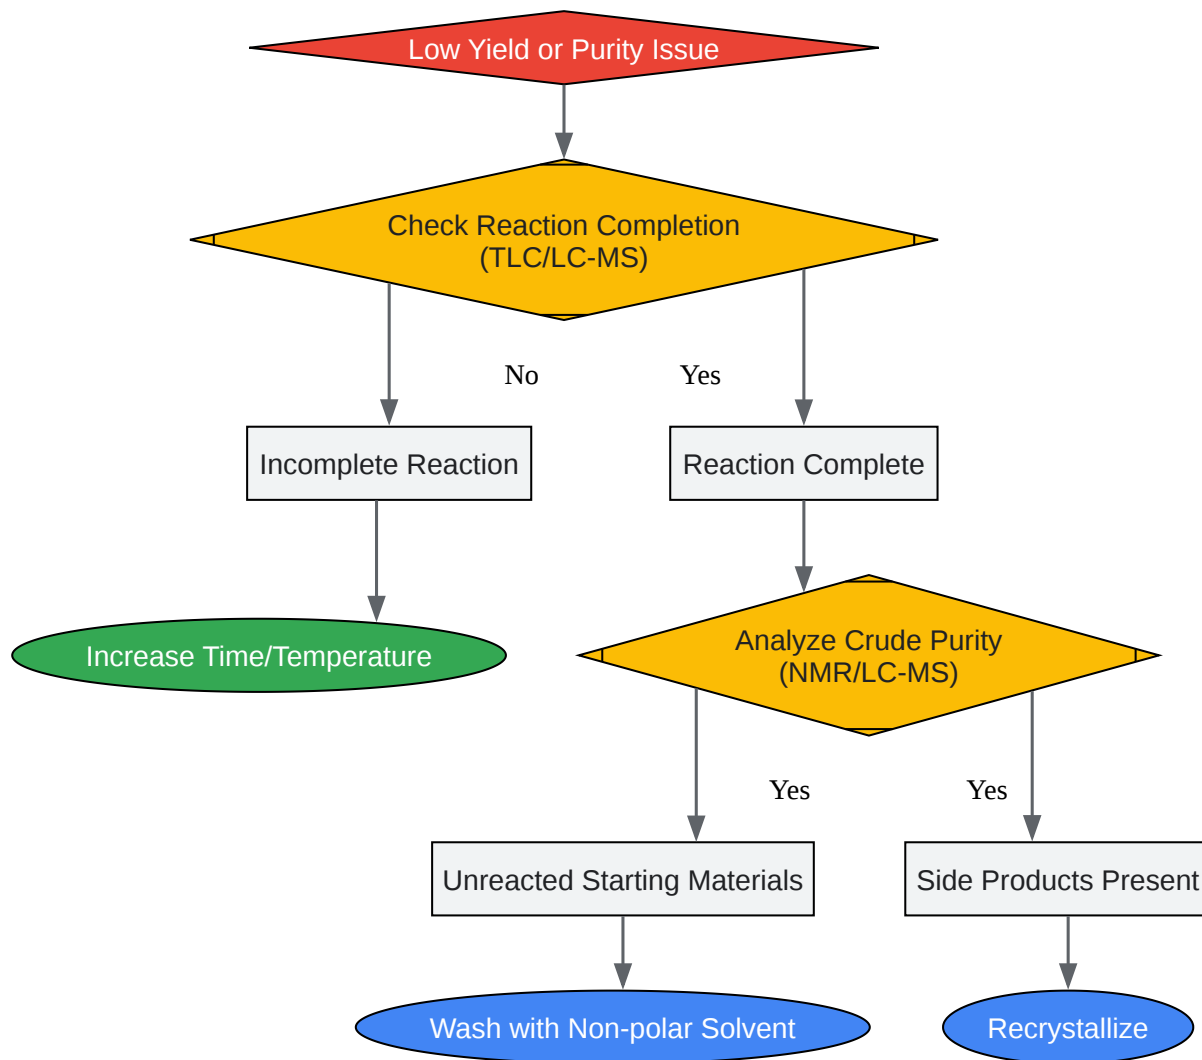 Low Yield or Purity Issue
Check Reaction Completion
(TLC/LC-MS)
No
Yes
Incomplete Reaction
Reaction Complete
Increase Time/Temperature
Analyze Crude Purity
(NMR/LC-MS)
Yes
Yes
Unreacted Starting Materials
Side Products Present
Wash with Non-polar Solvent
Recrystallize